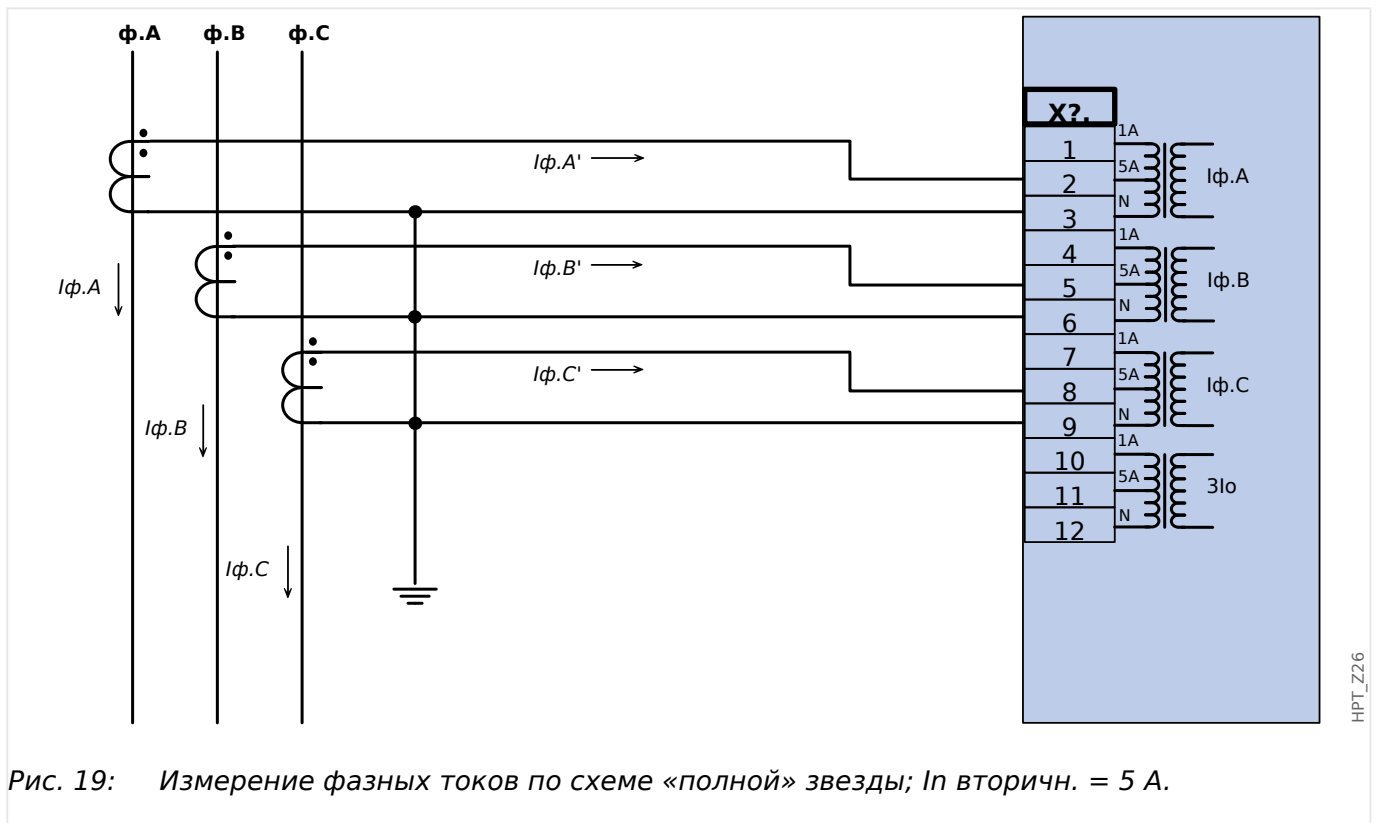 ф.A ф.B ф.C
X?.
1A
1
5A
2
N
3
Iф.A
Iф.A'
1A
4
5A
5
N
6
Iф.B
Iф.B'
Iф.A
1A
7
5A
8
N
9
Iф.C
Iф.C'
Iф.B
1A
10
5A
11
N
12
3Io
Iф.C
HPT_Z26
Рис. 19: Измерение фазных токов по схеме «полной» звезды; In вторичн. = 5 А.